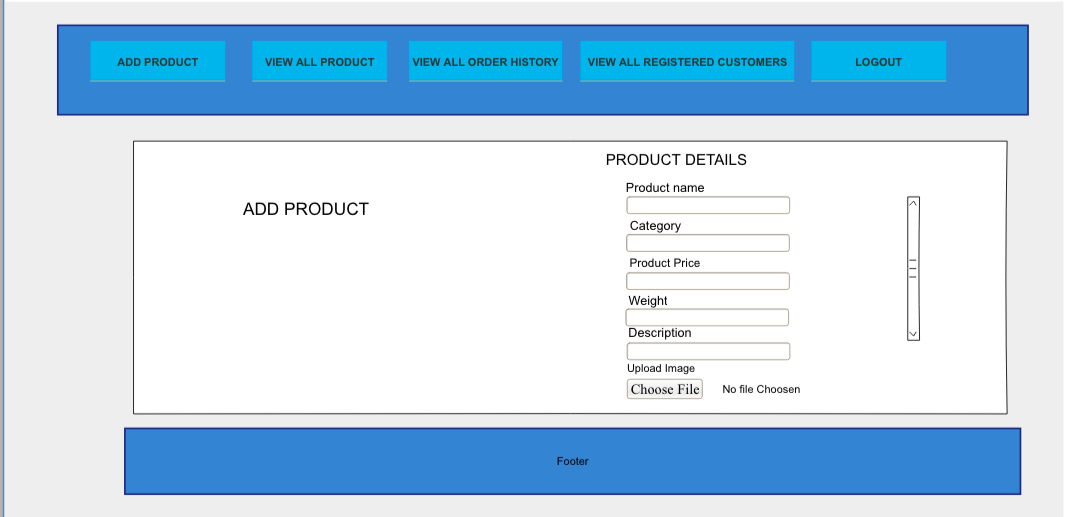 ADD PRODUCT
VIEW ALL PRODUCT
VIEW ALL ORDER HISTORY
VIEW ALL REGISTERED CUSTOMERS
LOGOUT
PRODUCT DETAILS
ADD PRODUCT
Product name
Category
Product Price
Weight
Description
Upload Image
Choose File
No file Choosen
Footer